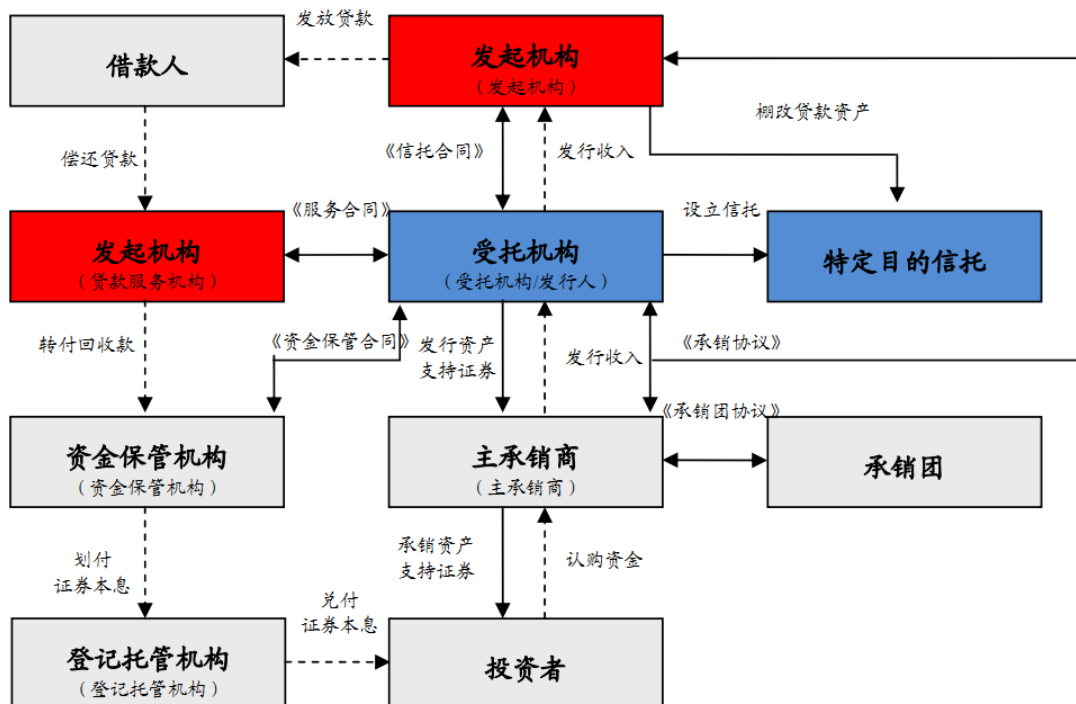 发放贷款
借款人
发起机构
（发起机构）
棚改贷款资产
偿还贷款
《信托合同》
发行收入
《服务合同》
设立信托
发起机构
（贷款服务机构）
受托机构
（受托机构/发行人）
特定目的信托
转付回收款
《资金保管合同》
发行资产
支持证券
发行收入
《承销协议》
《承销团协议》
资金保管机构
（资金保管机构）
主承销商
（主承销商）
承销团
划付
证券本息
承销资产
支持证券
认购资金
兑付
证券本息
登记托管机构
（登记托管机构）
投资者